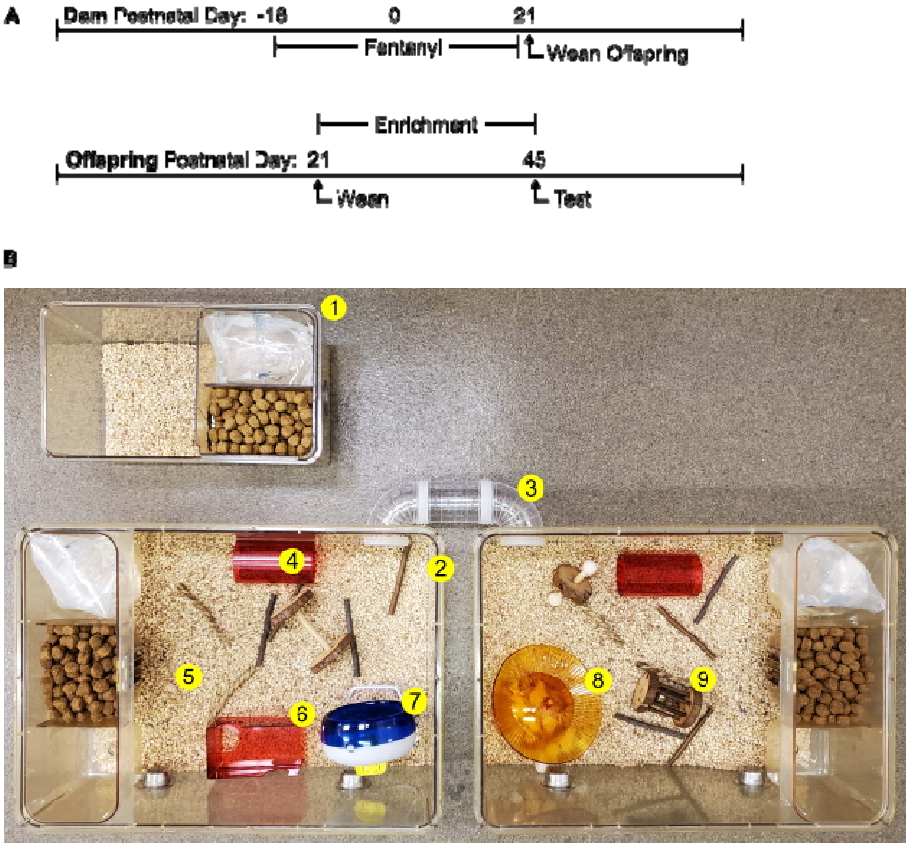 A
Dam Postnatal Day: -18 0 21
Fentanyl
Wean Offspring
Enrichment
Offspring Postnatal Day: 21 45
Wean
Test
B
1
3
4
2
5
6
7
8
9